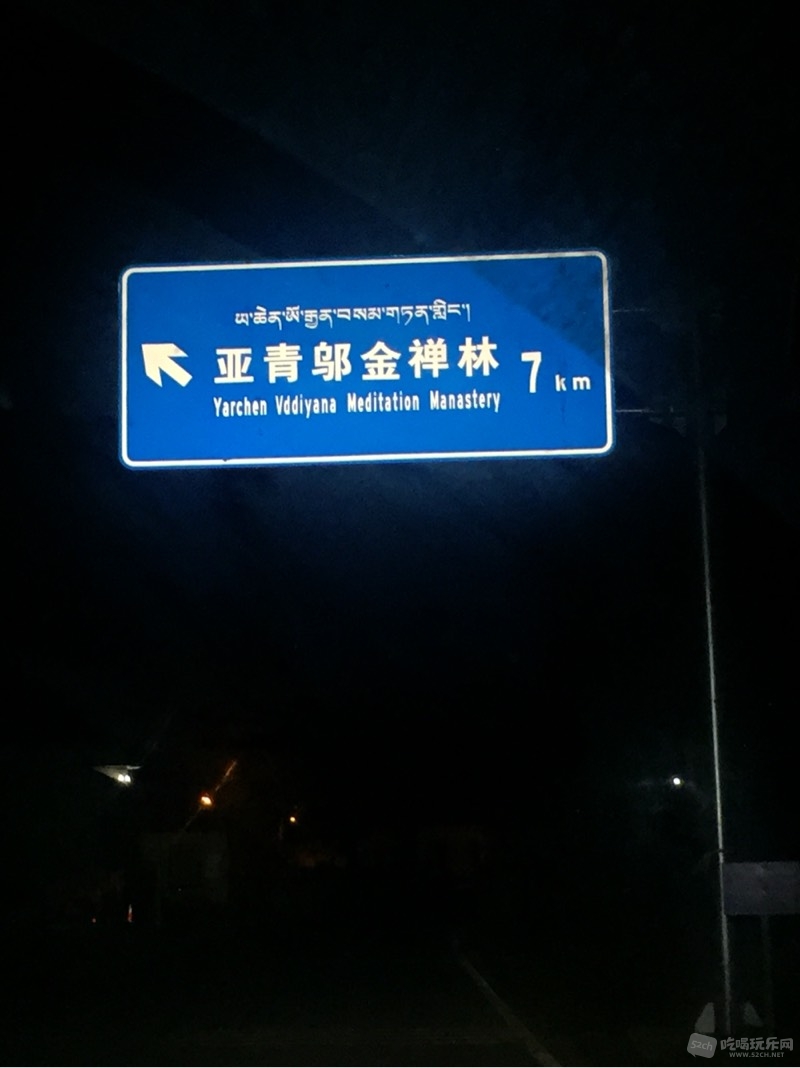 ཡ་ཆེན་ཨོ་རྒྱན་བསམ་གཏན་གླིང་།
亚青邬金禅林 7 km
Yarchen Vddiyana Meditation Manastery
52ch 吃喝玩乐网
WWW.52CH.NET